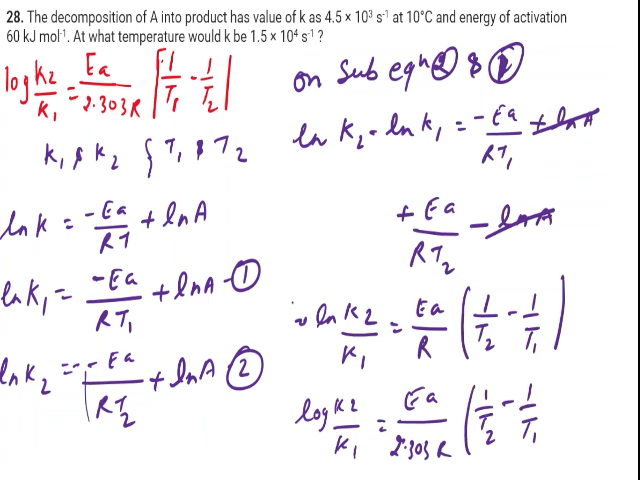 28. The decomposition of A into product has value of k as 4.5 × 10³ s⁻¹ at 10°C and energy of activation
60 kJ mol⁻¹. At what temperature would k be 1.5 × 10⁴ s⁻¹ ?
log K2/K1 = Ea/2.303R [1/T1 - 1/T2]
K1 & K2 { T1 & T2
ln K = -Ea/RT + ln A
ln K1 = -Ea/RT1 + ln A - ①
ln K2 = - Ea/RT2 + ln A ②
on Sub eqn ② & ①
ln K2 - ln K1 = -Ea/RT1 + ln A
+ Ea/RT2 - ln A
ln K2/K1 = Ea/R (1/T2 - 1/T1)
log K2/K1 = Ea/2.303 R (1/T2 - 1/T1